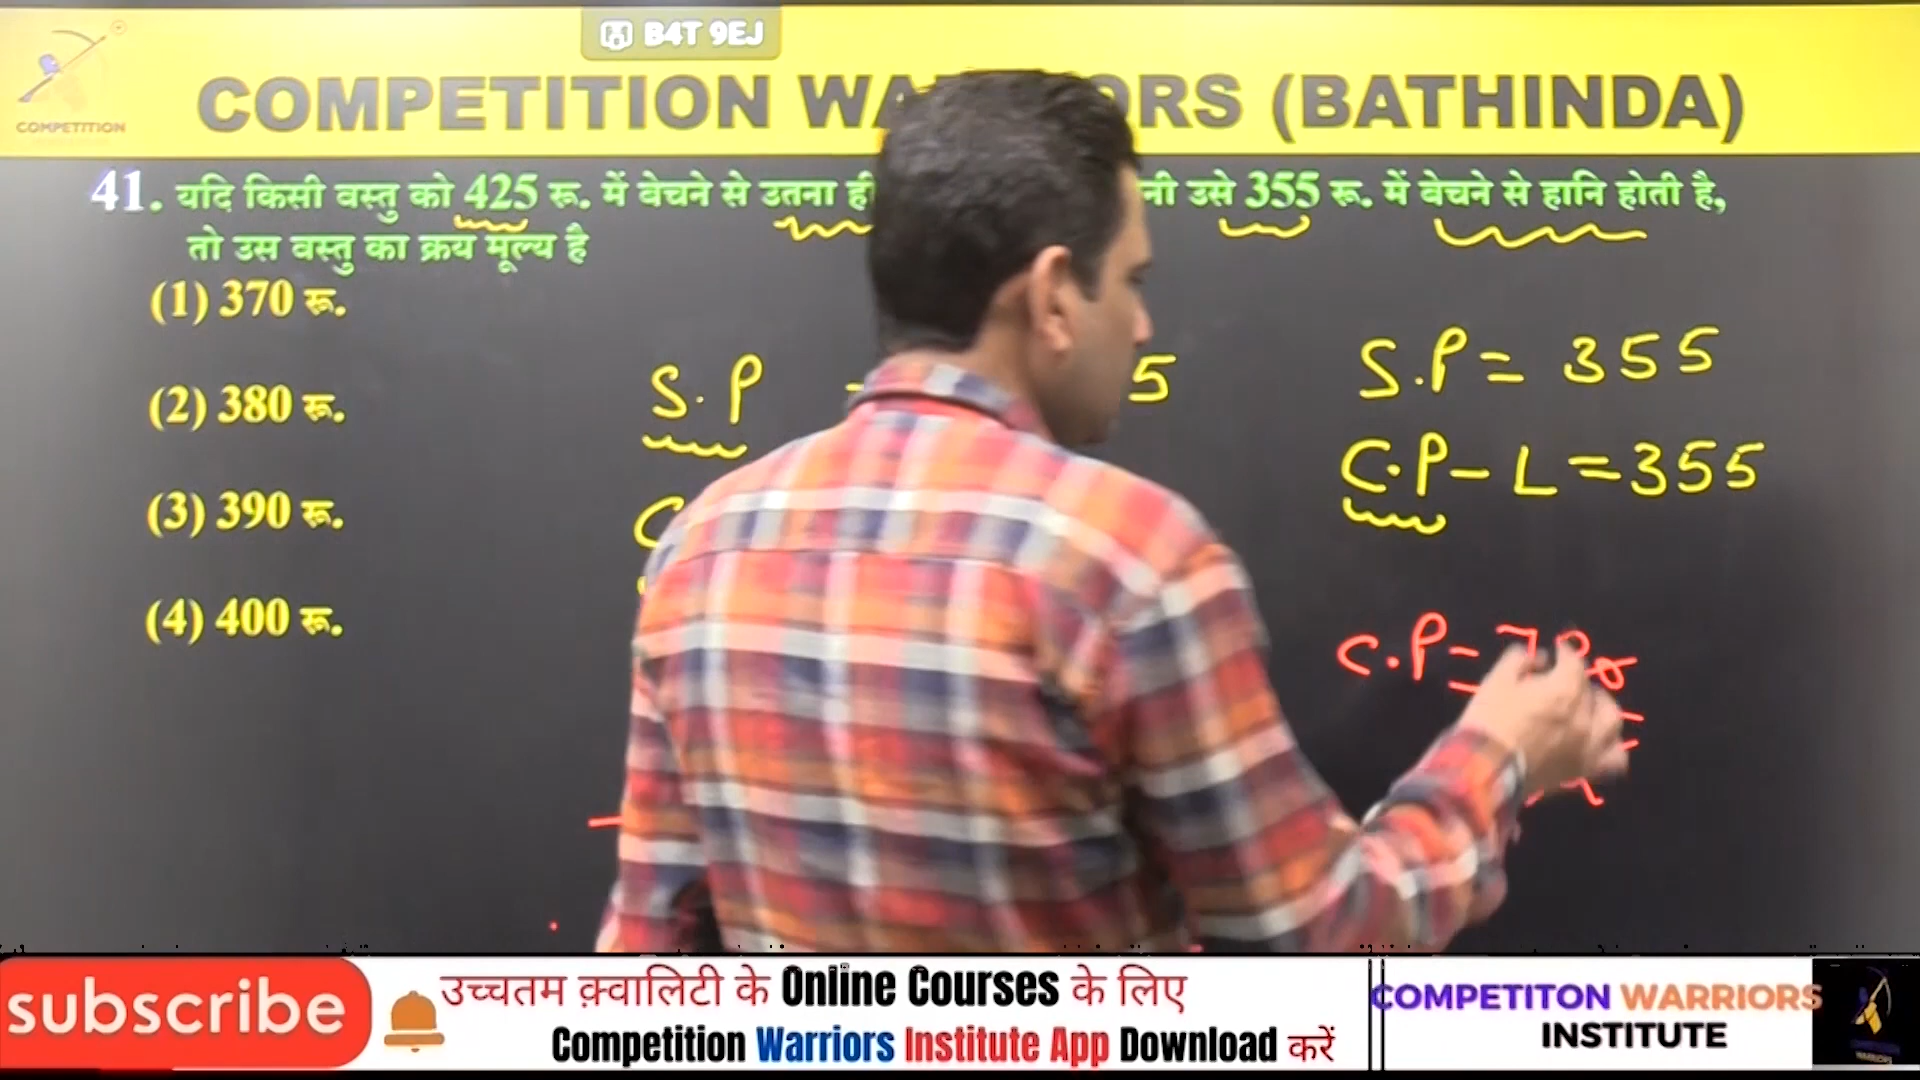 B4T 9EJ
COMPETITION WA ORS (BATHINDA)
COMPETITION
41. यदि किसी वस्तु को 425 रू. में बेचने से उतना ही नी उसे 355 रू. में बेचने से हानि होती है,
तो उस वस्तु का क्रय मूल्य है
(1) 370 रू.
(2) 380 रू.
(3) 390 रू.
(4) 400 रू.
S.P 5
S.P = 355
C.P - L = 355
C.P =
subscribe
उच्चतम क़्वालिटी के Online Courses के लिए
Competition Warriors Institute App Download करें
COMPETITON WARRIORS
INSTITUTE